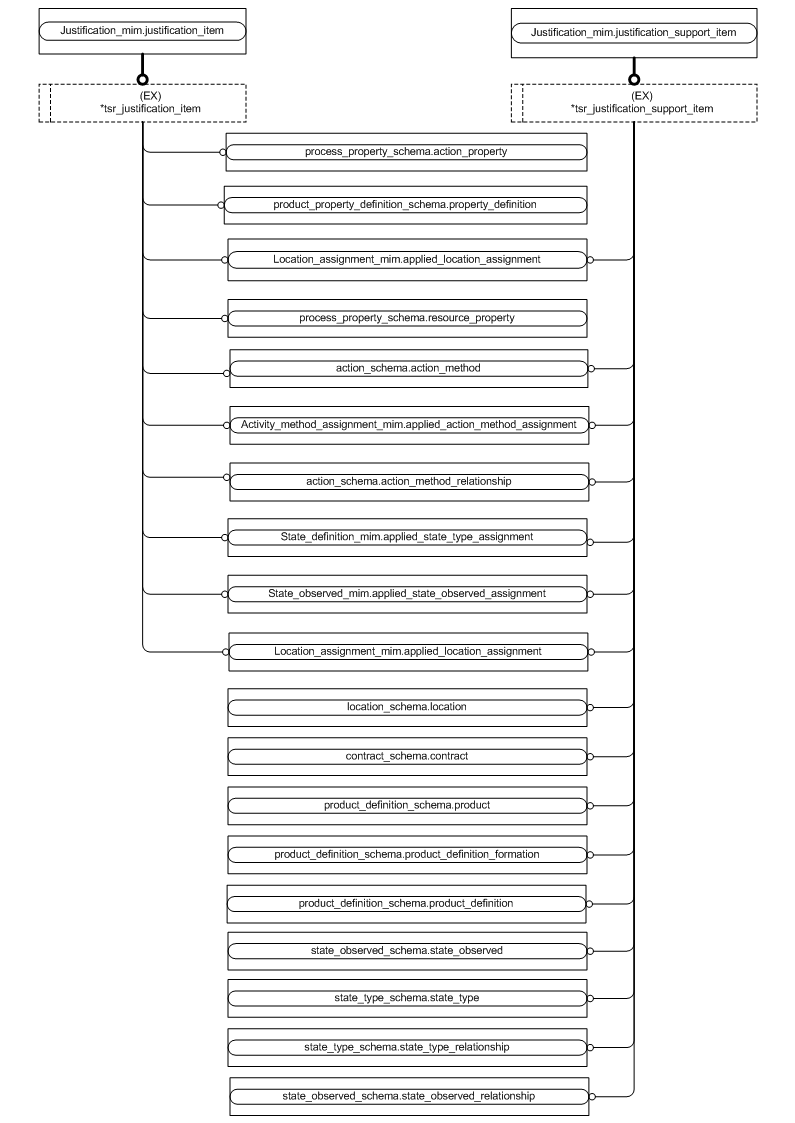 Justification_mim.justification_item
Justification_mim.justification_support_item
(EX)
*tsr_justification_item
(EX)
*tsr_justification_support_item
process_property_schema.action_property
product_property_definition_schema.property_definition
Location_assignment_mim.applied_location_assignment
process_property_schema.resource_property
action_schema.action_method
Activity_method_assignment_mim.applied_action_method_assignment
action_schema.action_method_relationship
State_definition_mim.applied_state_type_assignment
State_observed_mim.applied_state_observed_assignment
Location_assignment_mim.applied_location_assignment
location_schema.location
contract_schema.contract
product_definition_schema.product
product_definition_schema.product_definition_formation
product_definition_schema.product_definition
state_observed_schema.state_observed
state_type_schema.state_type
state_type_schema.state_type_relationship
state_observed_schema.state_observed_relationship